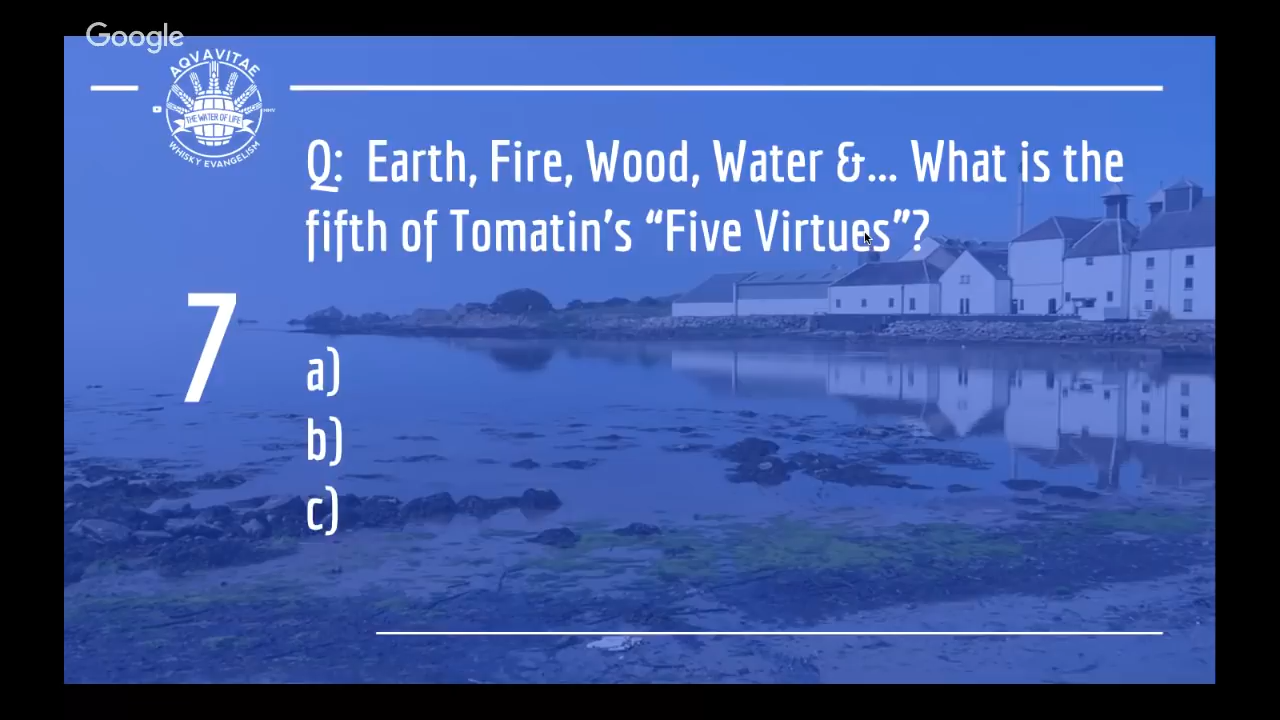 Google
AQVAVITAE
THE WATER OF LIFE
WHISKY EVANGELISM
Q: Earth, Fire, Wood, Water &... What is the
fifth of Tomatin's “Five Virtues”?
7
a)
b)
c)